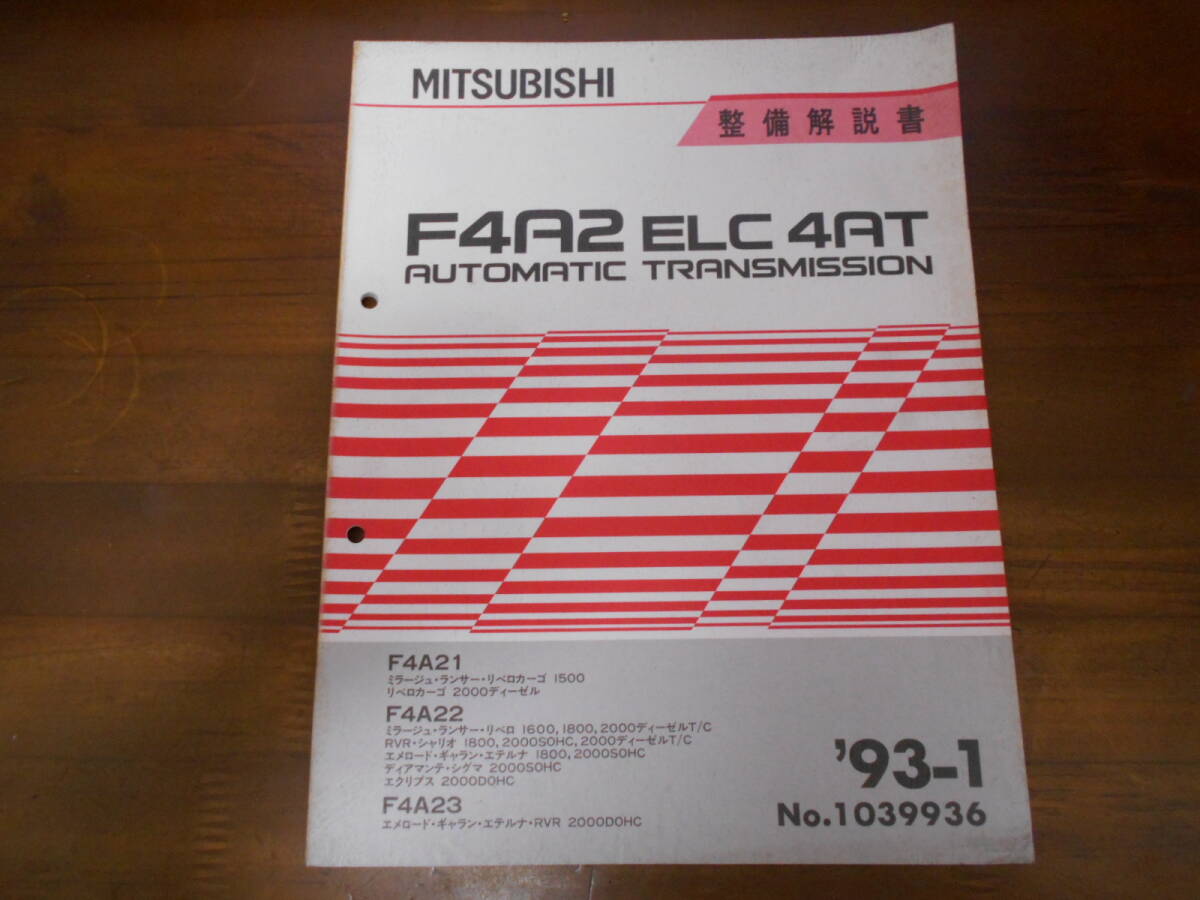 MITSUBISHI
整備解説書
F4A2 ELC 4AT
AUTOMATIC TRANSMISSION
F4A21
ミラージュ・ランサー・リベロカーゴ 1500
リベロカーゴ 2000ディーゼル
F4A22
ミラージュ・ランサー・リベロ 1600, 1800, 2000ディーゼルT/C
RVR・シャリオ 1800, 2000SOHC, 2000ディーゼルT/C
エメロード・ギャラン・エテルナ 1800, 2000SOHC
ディアマンテ・シグマ 2000SOHC
エクリプス 2000DOHC
F4A23
エメロード・ギャラン・エテルナ・RVR 2000DOHC
'93-1
No.1039936